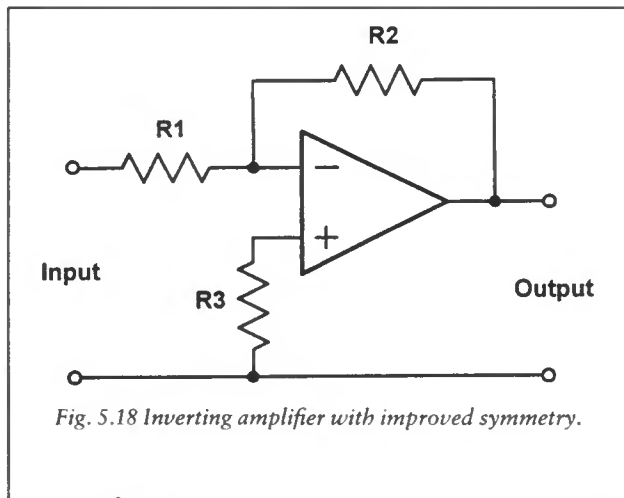 R2
R1
−
+
Input
R3
Output
Fig. 5.18 Inverting amplifier with improved symmetry.